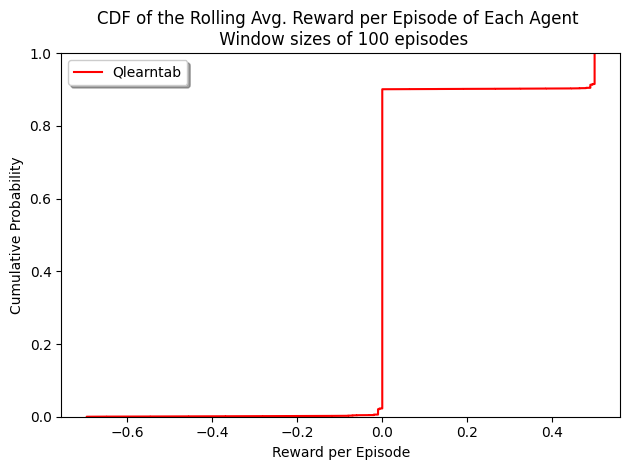 CDF of the Rolling Avg. Reward per Episode of Each Agent
Window sizes of 100 episodes
Qlearntab
1.0
0.8
0.6
0.4
0.2
0.0
Cumulative Probability
−0.6
−0.4
−0.2
0.0
0.2
0.4
Reward per Episode